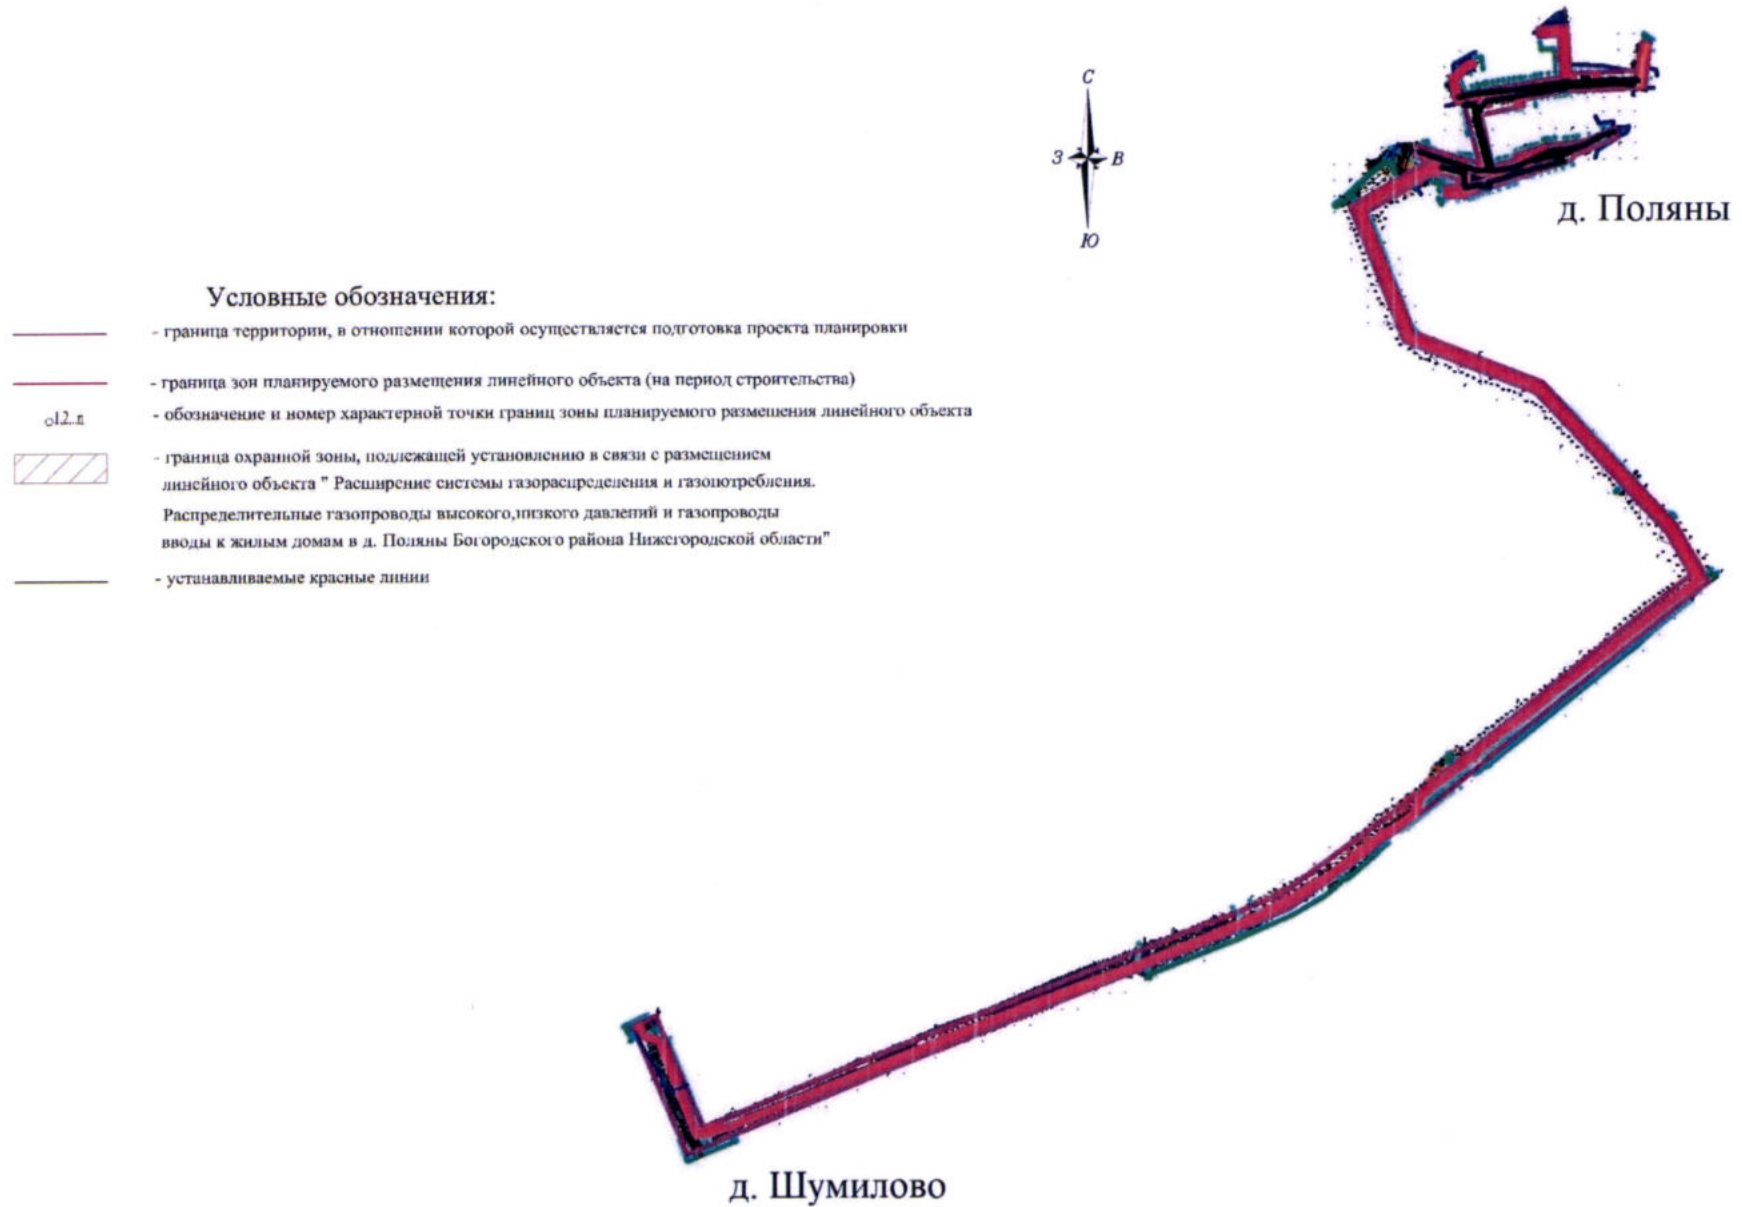 С
З В
Ю
д. Поляны
Условные обозначения:
- граница территории, в отношении которой осуществляется подготовка проекта планировки
- граница зон планируемого размещения линейного объекта (на период строительства)
- обозначение и номер характерной точки границ зоны планируемого размещения линейного объекта
- граница охранной зоны, подлежащей установлению в связи с размещением
линейного объекта " Расширение системы газораспределения и газопотребления.
Распределительные газопроводы высокого,низкого давлений и газопроводы
вводы к жилым домам в д. Поляны Богородского района Нижегородской области"
- устанавливаемые красные линии
д. Шумилово